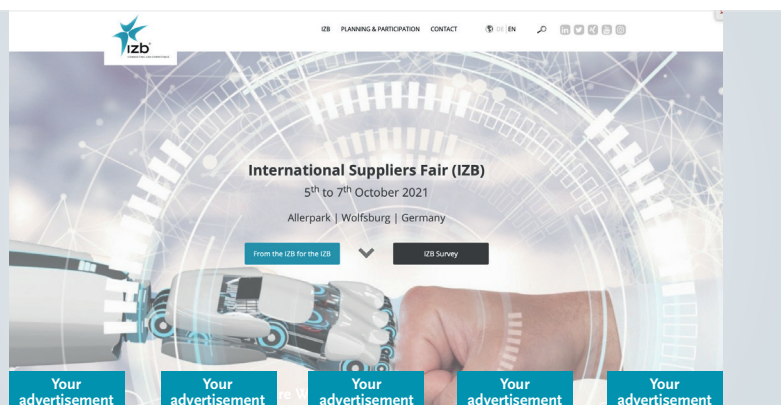 IZB PLANNING & PARTICIPATION CONTACT DE | EN
izb
International Suppliers Fair (IZB)
5th to 7th October 2021
Allerpark | Wolfsburg | Germany
From the IZB for the IZB IZB Survey
Your Your Your Your Your
advertisement advertisement advertisement advertisement advertisement